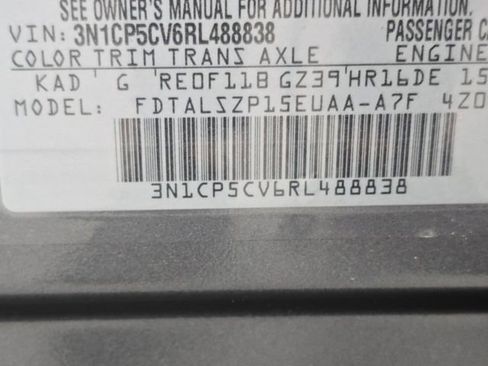 SEE OWNER'S MANUAL FOR ADDITIONAL INFORMATION.
VIN: 3N1CP5CV6RL488838 PASSENGER CA
COLOR TRIM TRANS AXLE ENGINE
KAD G RE0F11B GZ39 HR16DE 15
MODEL: FDTALSZP15EUAA-A7F 4Z0
3N1CP5CV6RL488838